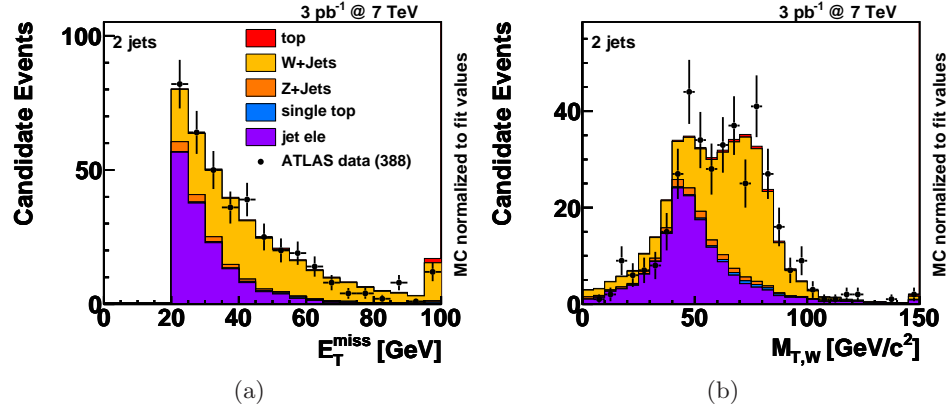 3 pb⁻¹ @ 7 TeV
Candidate Events
100
50
0
2 jets
top
W+Jets
Z+Jets
single top
jet ele
ATLAS data (388)
MC normalized to fit values
0 20 40 60 80 100
E_T^miss [GeV]
(a)
3 pb⁻¹ @ 7 TeV
Candidate Events
40
20
0
2 jets
MC normalized to fit values
0 50 100 150
M_T,W [GeV/c²]
(b)